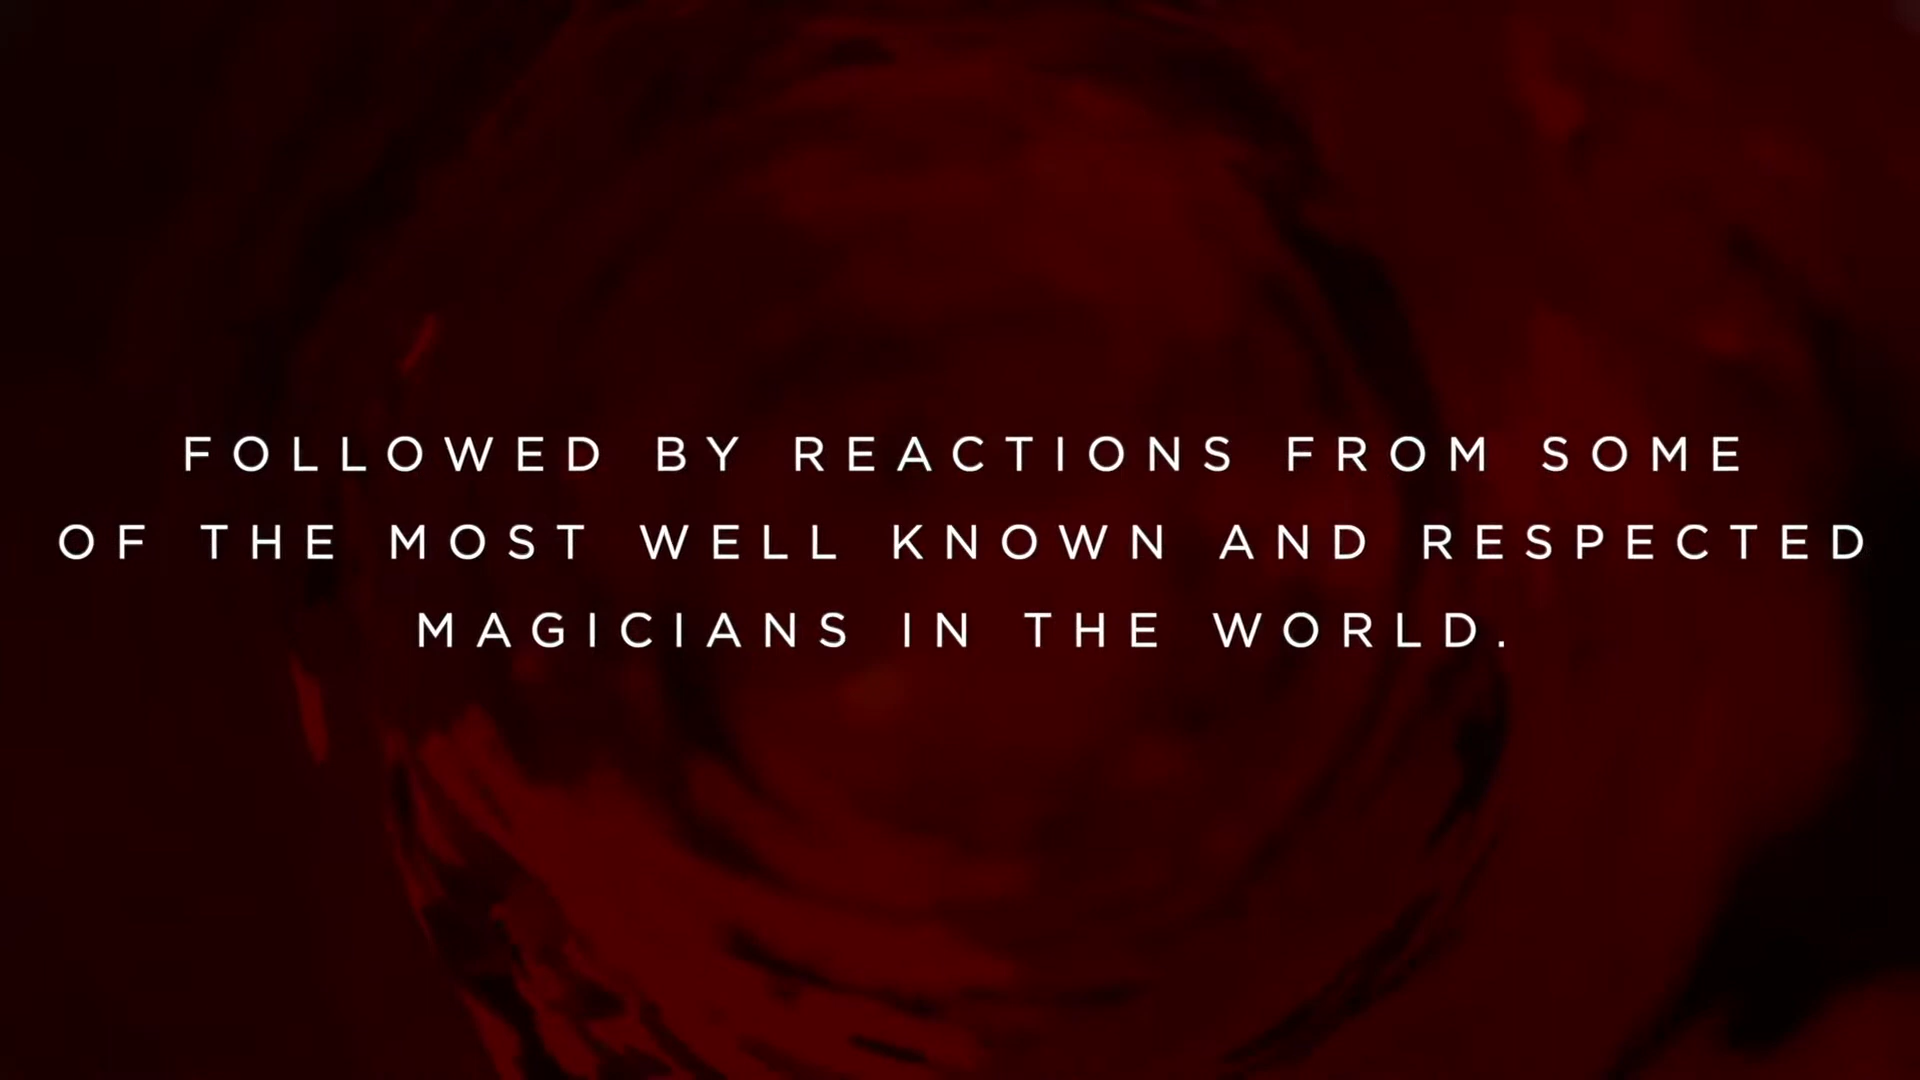 FOLLOWED BY REACTIONS FROM SOME
OF THE MOST WELL KNOWN AND RESPECTED
MAGICIANS IN THE WORLD.